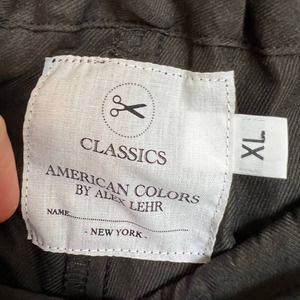 CLASSICS
AMERICAN COLORS
BY ALEX LEHR
NAME
- NEW YORK -
XL